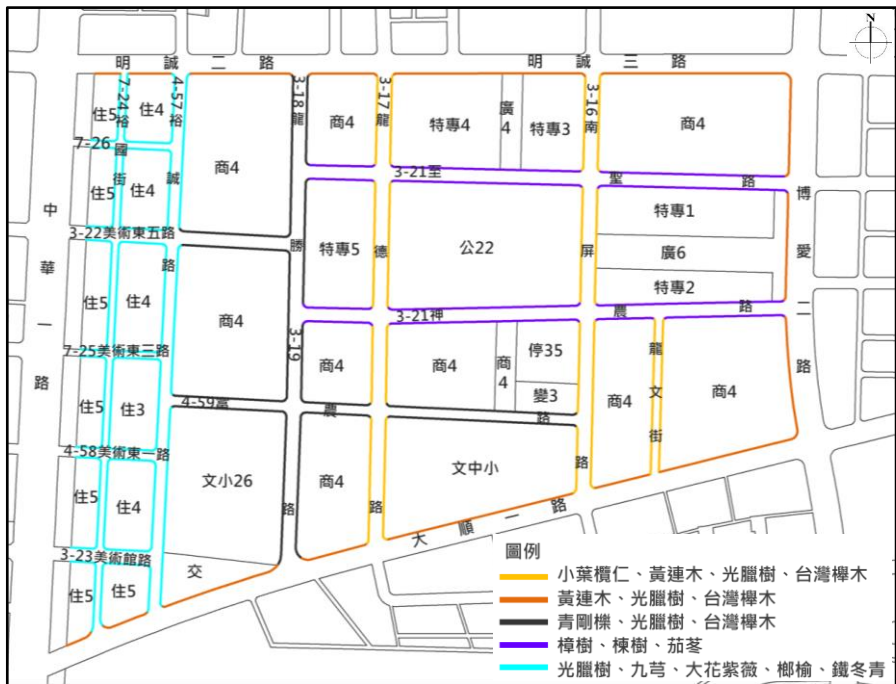 N
明誠二路
明誠三路
住5
7-24裕國街
住4
4-57裕誠路
商4
3-18龍勝路
商4
3-17龍德路
特專4
廣4
特專3
3-16南屏路
商4
7-26
住5
住4
3-21至聖路
特專1
博愛二路
中華一路
3-22美術東五路
特專5
公22
廣6
特專2
住5
住4
商4
3-21神農路
3-19
商4
商4
商4
停35
變3
商4
龍文街
商4
7-25美術東三路
住5
住3
4-59富農路
4-58美術東一路
文小26
商4
文中小
住5
住4
大順一路
3-23美術館路
交
住5
住5
圖例
小葉欖仁、黃連木、光臘樹、台灣櫸木
黃連木、光臘樹、台灣櫸木
青剛櫟、光臘樹、台灣櫸木
樟樹、楝樹、茄苳
光臘樹、九芎、大花紫薇、榔榆、鐵冬青